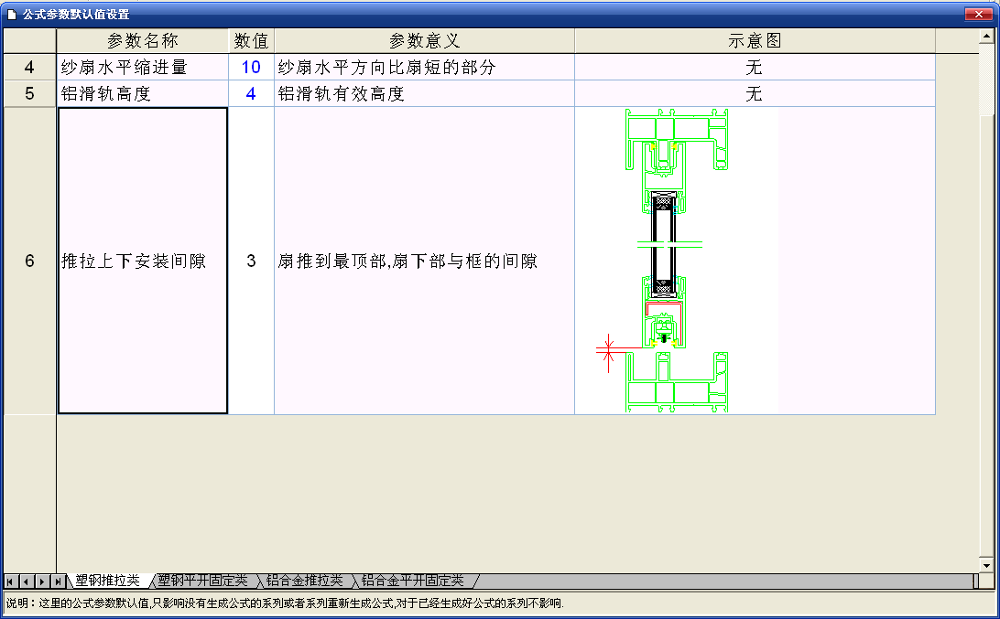 公式参数默认值设置
参数名称 数值 参数意义 示意图
4 纱扇水平缩进量 10 纱扇水平方向比扇短的部分 无
5 铝滑轨高度 4 铝滑轨有效高度 无
6 推拉上下安装间隙 3 扇推到最顶部,扇下部与框的间隙
塑钢推拉类 塑钢平开固定类 铝合金推拉类 铝合金平开固定类
说明：这里的公式参数默认值,只影响没有生成公式的系列或者系列重新生成公式,对于已经生成好公式的系列不影响.